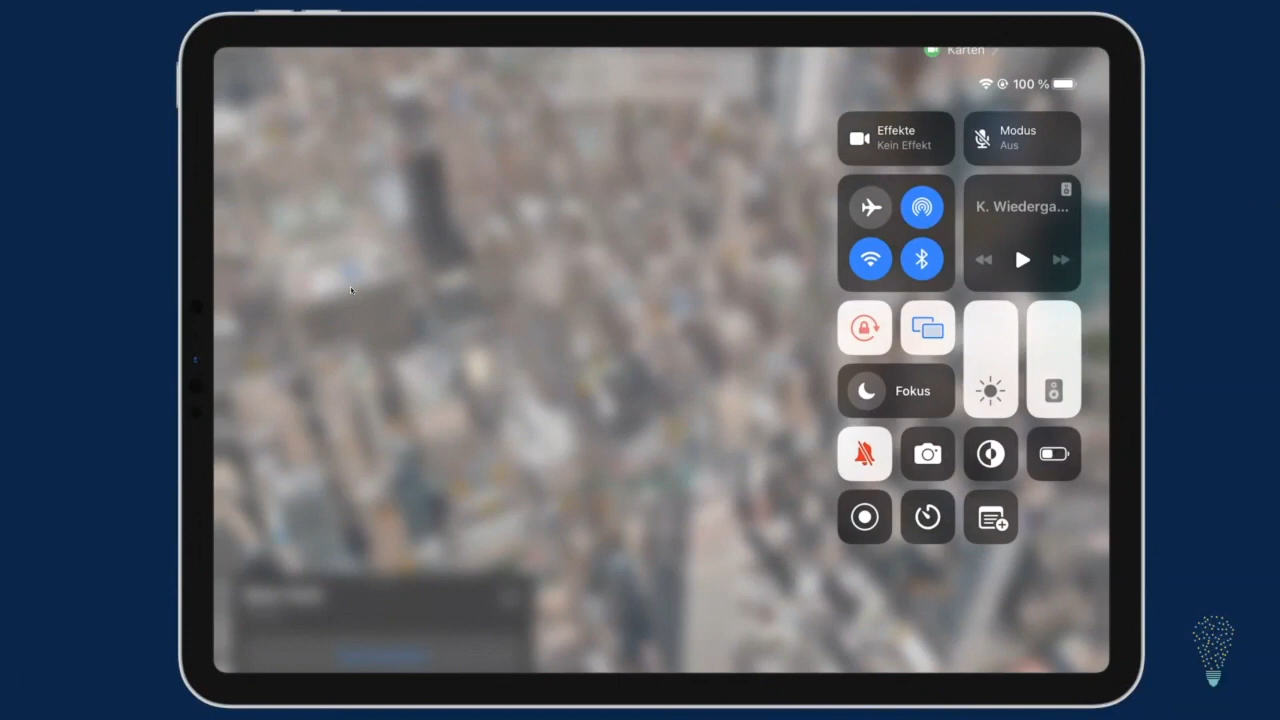 Karten
100 %
Effekte
Kein Effekt
Modus
Aus
K. Wiederga...
Fokus